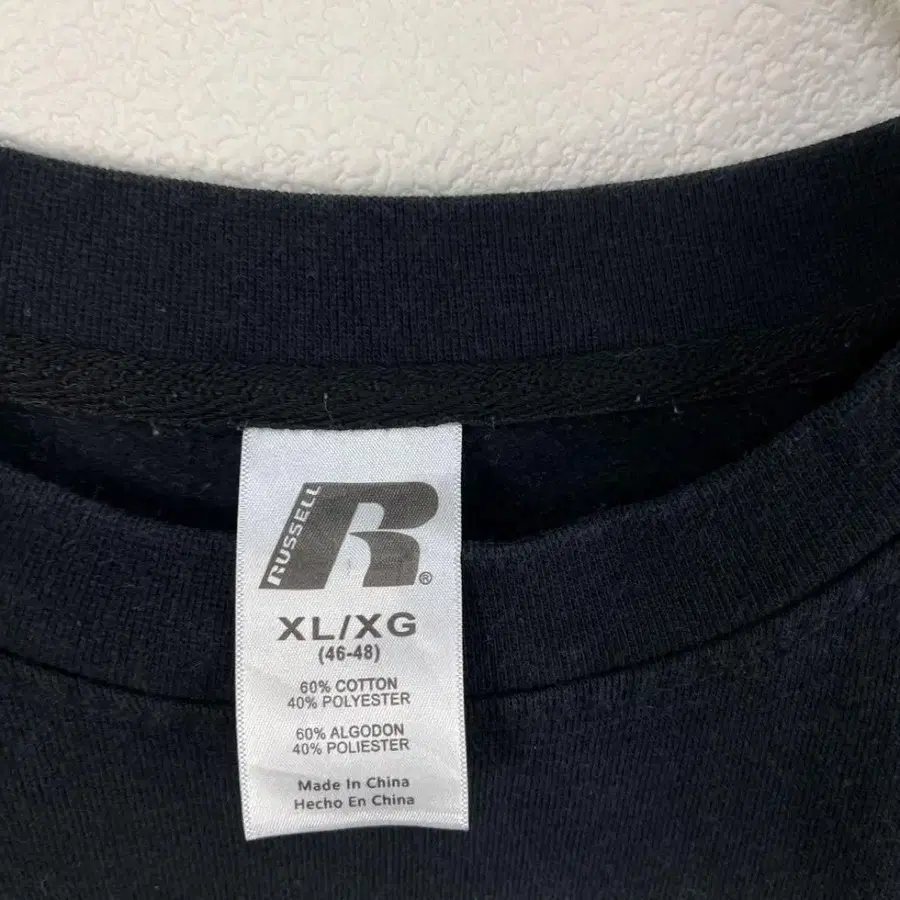 RUSSELL
R®
XL/XG
(46-48)
60% COTTON
40% POLYESTER
60% ALGODON
40% POLIESTER
Made In China
Hecho En China